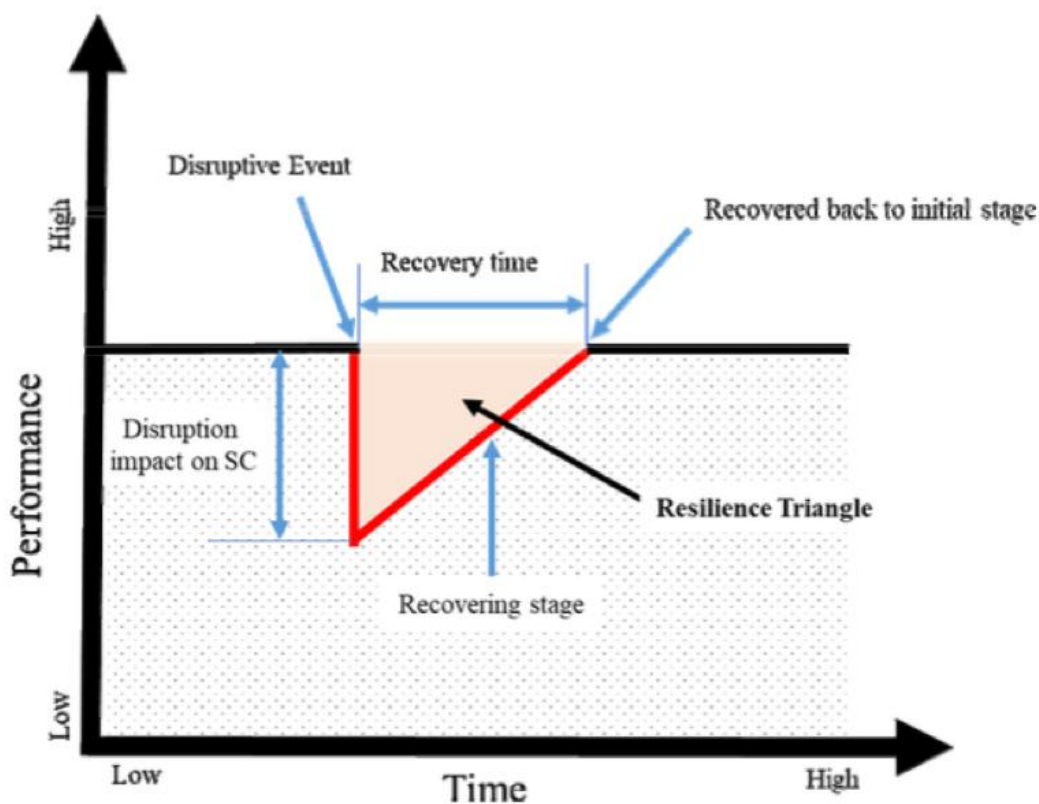 Disruptive Event
High
Recovered back to initial stage
Recovery time
Performance
Disruption
impact on SC
Resilience Triangle
Recovering stage
Low
Low
Time
High